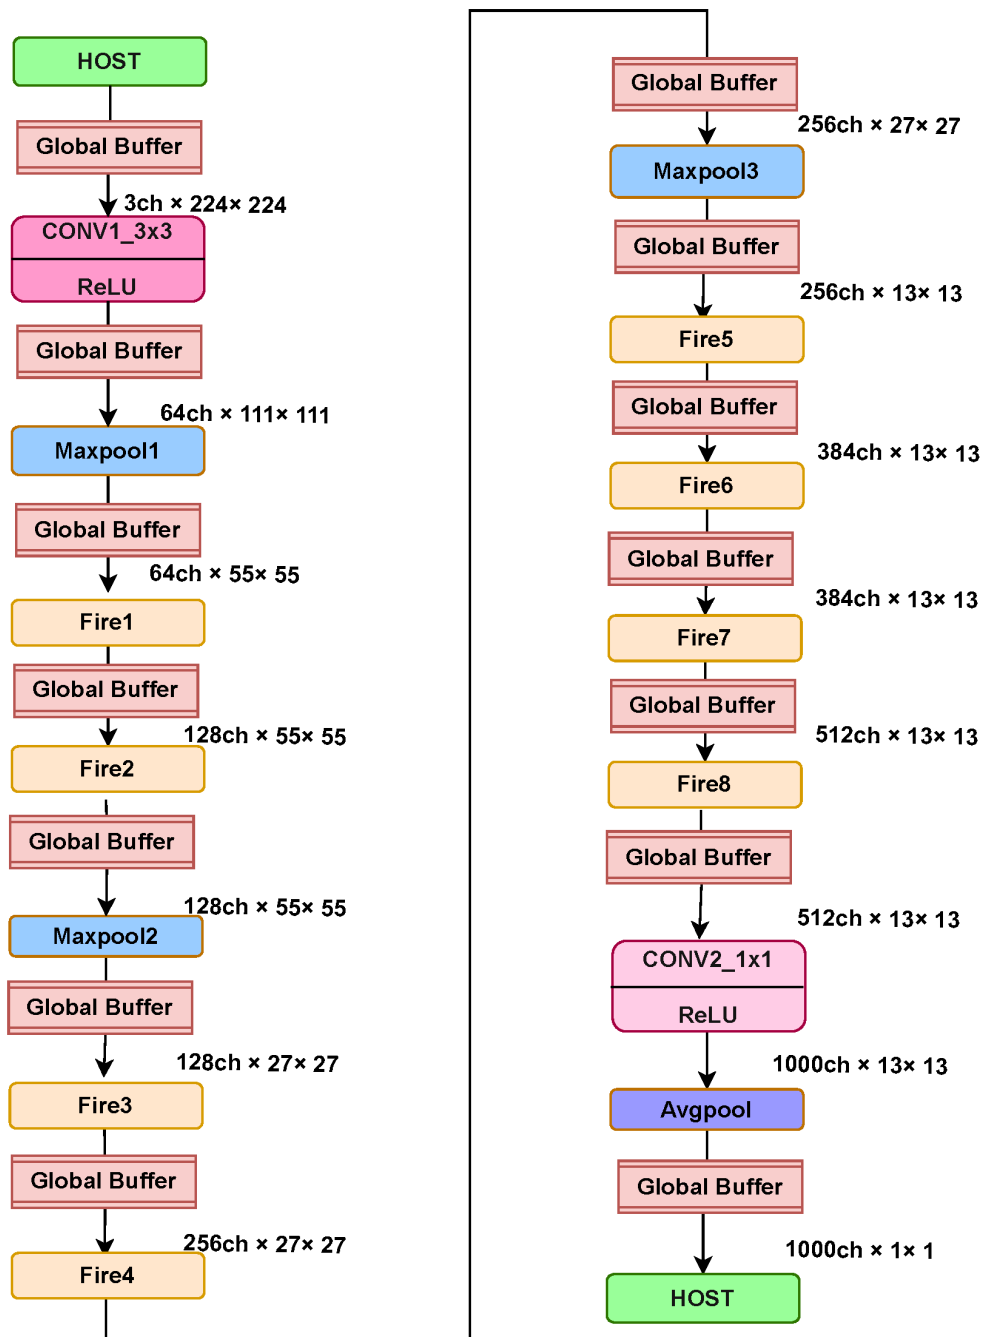 HOST
Global Buffer
3ch × 224× 224
CONV1_3x3
ReLU
Global Buffer
64ch × 111× 111
Maxpool1
Global Buffer
64ch × 55× 55
Fire1
Global Buffer
128ch × 55× 55
Fire2
Global Buffer
128ch × 55× 55
Maxpool2
Global Buffer
128ch × 27× 27
Fire3
Global Buffer
256ch × 27× 27
Fire4
Global Buffer
256ch × 27× 27
Maxpool3
Global Buffer
256ch × 13× 13
Fire5
Global Buffer
384ch × 13× 13
Fire6
Global Buffer
384ch × 13× 13
Fire7
Global Buffer
512ch × 13× 13
Fire8
Global Buffer
512ch × 13× 13
CONV2_1x1
ReLU
1000ch × 13× 13
Avgpool
Global Buffer
1000ch × 1× 1
HOST